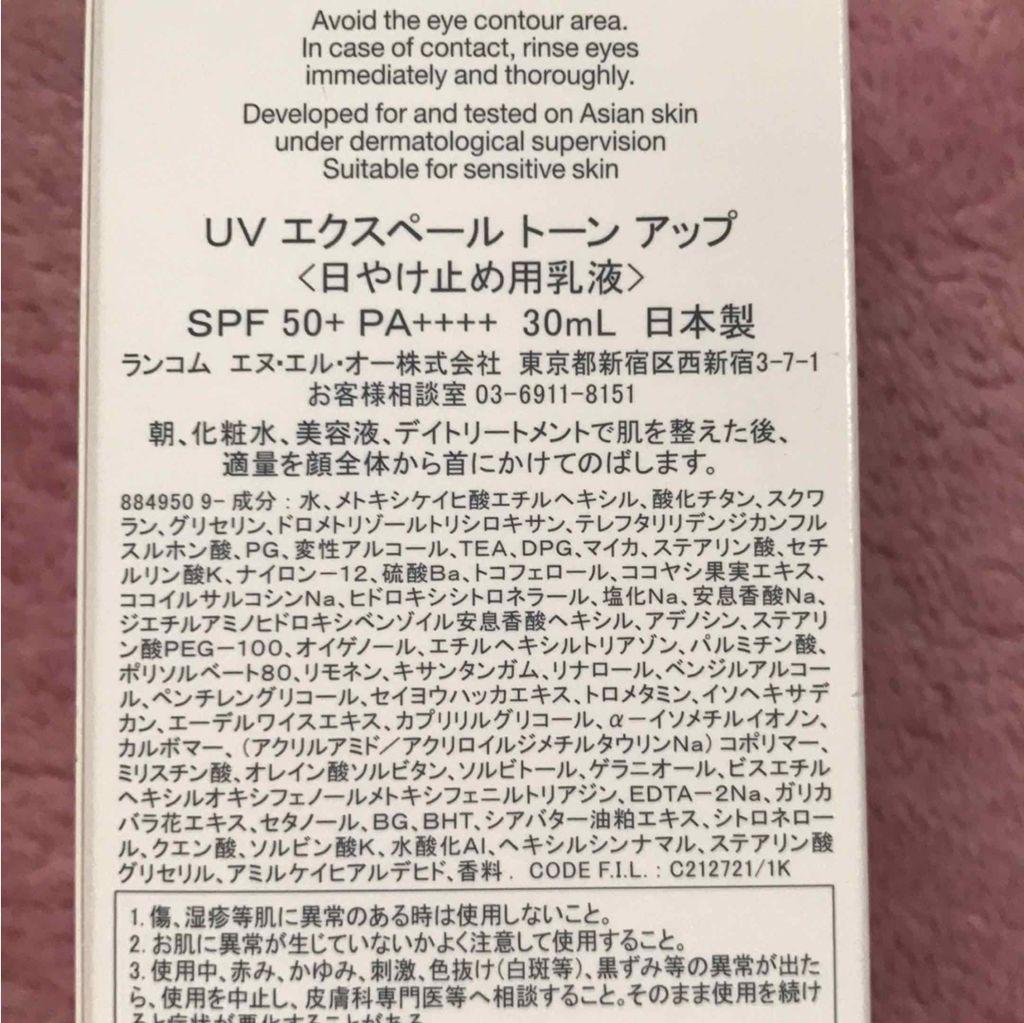 Avoid the eye contour area.
In case of contact, rinse eyes
immediately and thoroughly.
Developed for and tested on Asian skin
under dermatological supervision
Suitable for sensitive skin
UV エクスペール トーン アップ
〈日やけ止め用乳液〉
SPF 50+ PA++++ 30mL 日本製
ランコム エヌ・エル・オー株式会社 東京都新宿区西新宿3-7-1
お客様相談室 03-6911-8151
朝、化粧水、美容液、デイトリートメントで肌を整えた後、
適量を顔全体から首にかけてのばします。
884950 9- 成分 : 水、メトキシケイヒ酸エチルヘキシル、酸化チタン、スクワ
ラン、グリセリン、ドロメトリゾールトリシロキサン、テレフタリリデンジカンフル
スルホン酸、PG、変性アルコール、TEA、DPG、マイカ、ステアリン酸、セチ
ルリン酸K、ナイロン－12、硫酸Ba、トコフェロール、ココヤシ果実エキス、
ココイルサルコシンNa、ヒドロキシシトロネラール、塩化Na、安息香酸Na、
ジエチルアミノヒドロキシベンゾイル安息香酸ヘキシル、アデノシン、ステアリ
ン酸PEG－100、オイゲノール、エチルヘキシルトリアゾン、パルミチン酸、
ポリソルベート80、リモネン、キサンタンガム、リナロール、ベンジルアルコー
ル、ペンチレングリコール、セイヨウハッカエキス、トロメタミン、イソヘキサデ
カン、エーデルワイスエキス、カプリリルグリコール、α－イソメチルイオノン、
カルボマー、（アクリルアミド／アクリロイルジメチルタウリンNa）コポリマー、
ミリスチン酸、オレイン酸ソルビタン、ソルビトール、ゲラニオール、ビスエチル
ヘキシルオキシフェノールメトキシフェニルトリアジン、EDTA－2Na、ガリカ
バラ花エキス、セタノール、BG、BHT、シアバター油粕エキス、シトロネロー
ル、クエン酸、ソルビン酸K、水酸化Al、ヘキシルシンナマル、ステアリン酸
グリセリル、アミルケイヒアルデヒド、香料 . CODE F.I.L. : C212721/1K
1. 傷、湿疹等肌に異常のある時は使用しないこと。
2. お肌に異常が生じていないかよく注意して使用すること。
3. 使用中、赤み、かゆみ、刺激、色抜け(白斑等)、黒ずみ等の異常が出た
ら、使用を中止し、皮膚科専門医等へ相談すること。そのまま使用を続け
ると症状が悪化することがある。